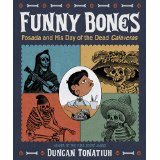 FUNNY BONES
Posada and His Day of the Dead Calaveras
DUNCAN TONATIUH